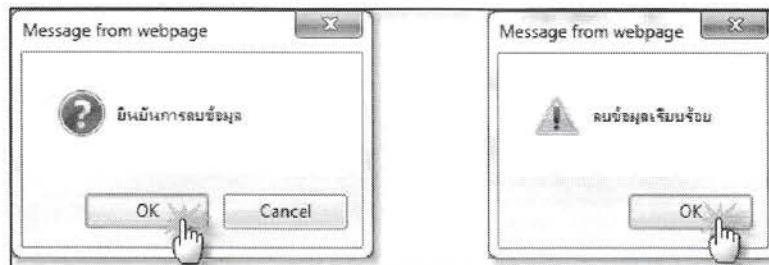 Message from webpage
ยืนยันการลบข้อมูล
OK
Cancel
Message from webpage
ลบข้อมูลเรียบร้อย
OK